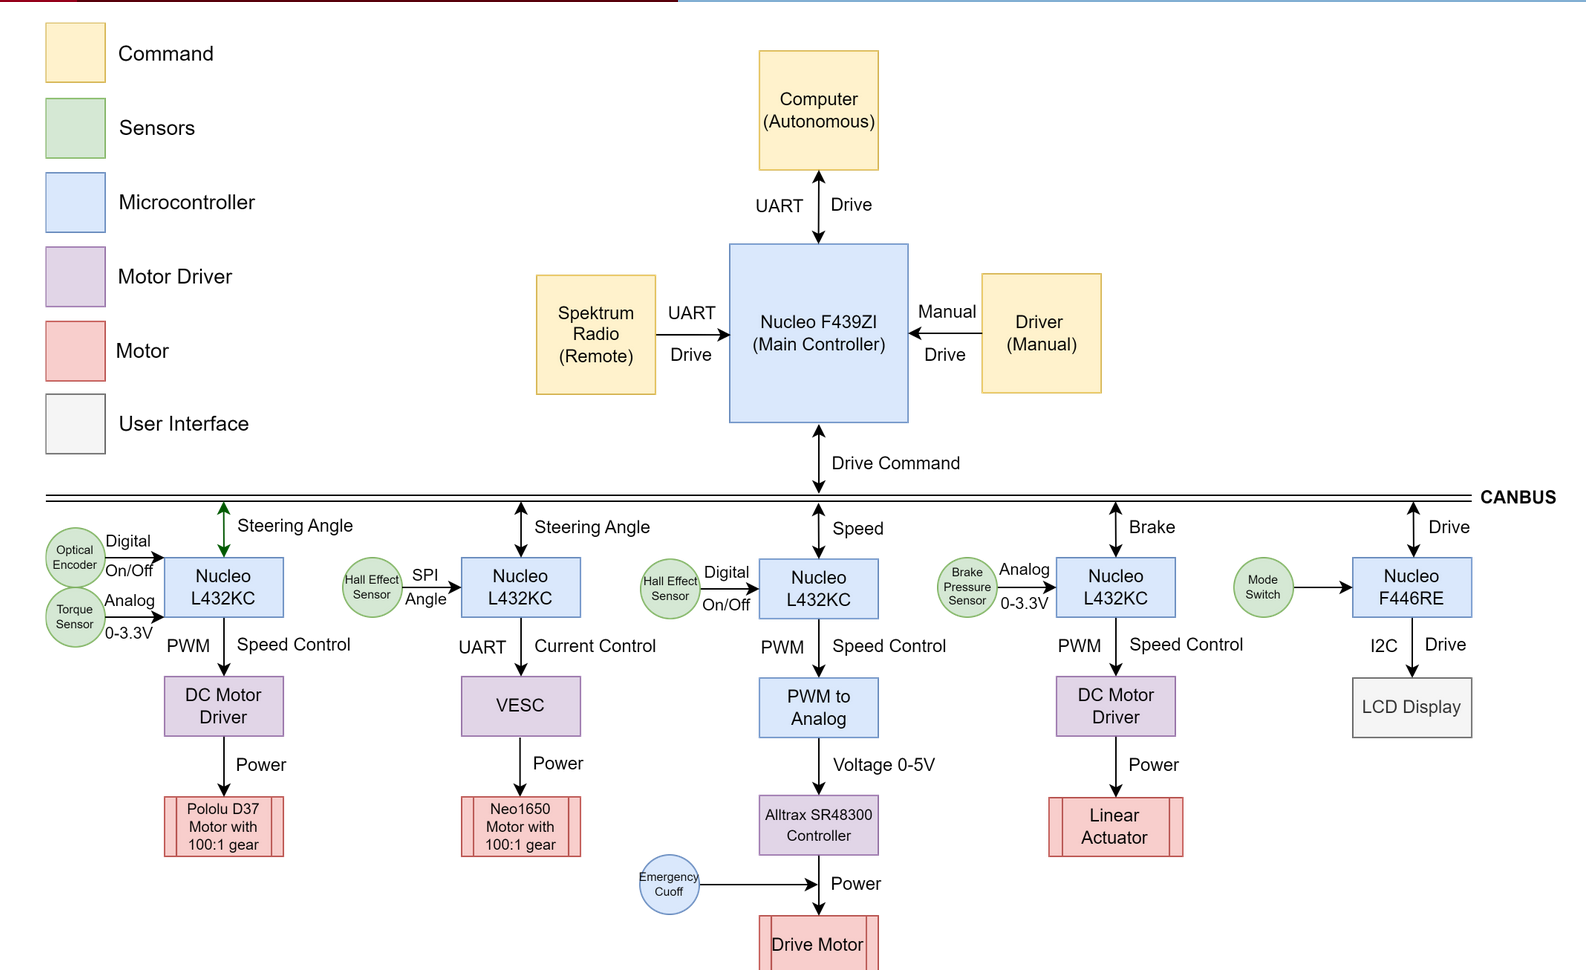 Command
Sensors
Microcontroller
Motor Driver
Motor
User Interface
Computer
(Autonomous)
UART
Drive
Spektrum
Radio
(Remote)
UART
Drive
Nucleo F439ZI
(Main Controller)
Manual
Drive
Driver
(Manual)
Drive Command
CANBUS
Optical
Encoder
Digital
On/Off
Torque
Sensor
Analog
0-3.3V
Steering Angle
Nucleo
L432KC
PWM
Speed Control
DC Motor
Driver
Power
Pololu D37
Motor with
100:1 gear
Hall Effect
Sensor
SPI
Angle
Steering Angle
Nucleo
L432KC
UART
Current Control
VESC
Power
Neo1650
Motor with
100:1 gear
Hall Effect
Sensor
Digital
On/Off
Speed
Nucleo
L432KC
PWM
Speed Control
PWM to
Analog
Voltage 0-5V
Alltrax SR48300
Controller
Emergency
Cuoff
Power
Drive Motor
Brake
Pressure
Sensor
Analog
0-3.3V
Brake
Nucleo
L432KC
PWM
Speed Control
DC Motor
Driver
Power
Linear
Actuator
Mode
Switch
Drive
Nucleo
F446RE
I2C
Drive
LCD Display